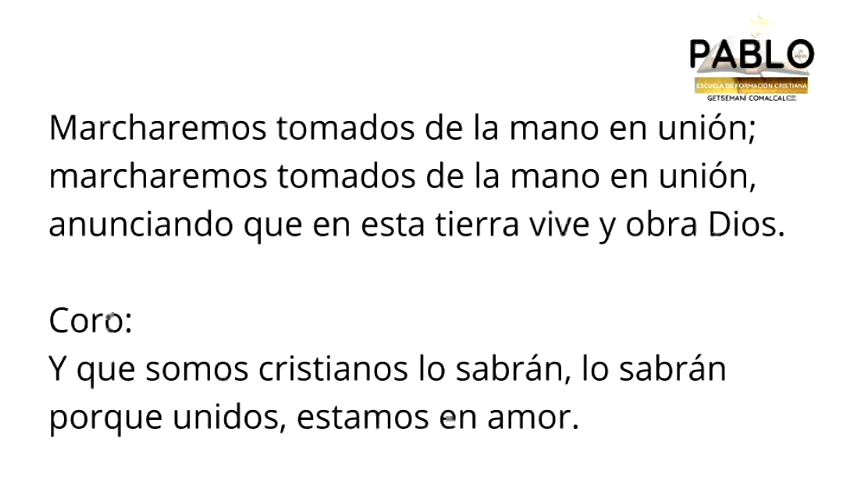 PABLO
ESCUELA DE FORMACIÓN CRISTIANA
GETSEMANÍ COMALCALCO
Marcharemos tomados de la mano en unión;
marcharemos tomados de la mano en unión,
anunciando que en esta tierra vive y obra Dios.
Coro:
Y que somos cristianos lo sabrán, lo sabrán
porque unidos, estamos en amor.